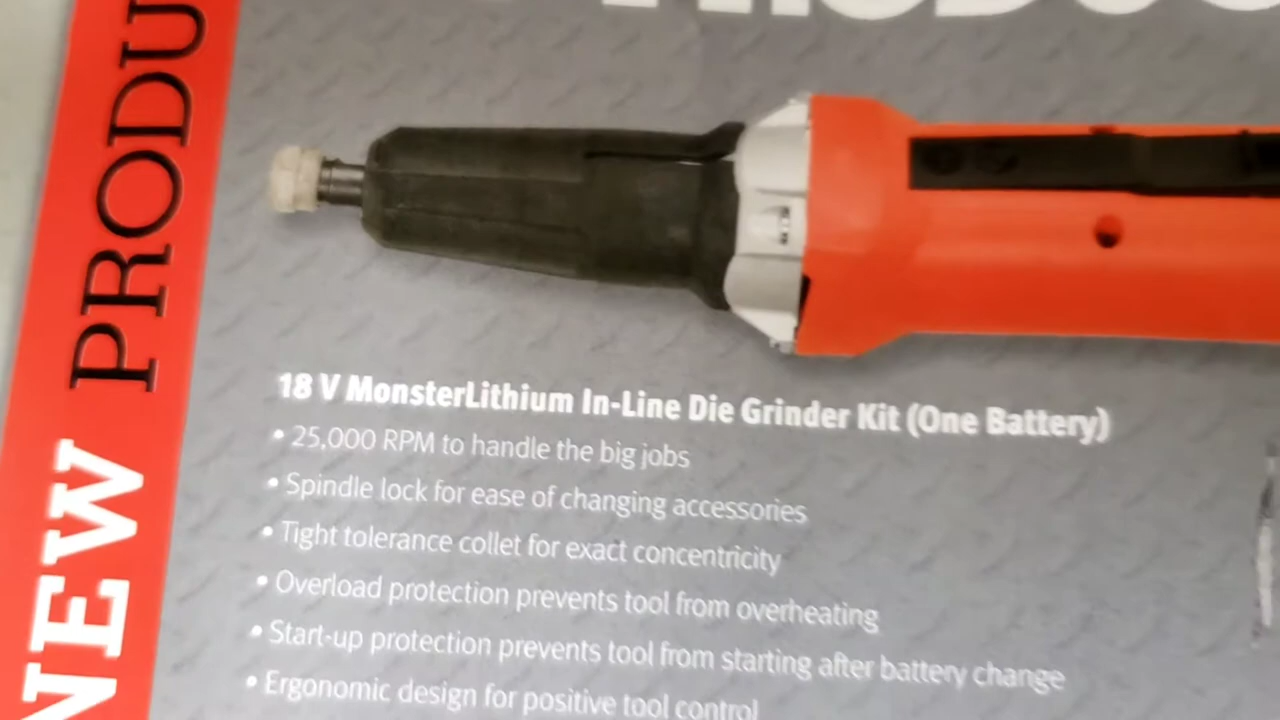 NEW PRODU
18 V MonsterLithium In-Line Die Grinder Kit (One Battery)
• 25,000 RPM to handle the big jobs
• Spindle lock for ease of changing accessories
• Tight tolerance collet for exact concentricity
• Overload protection prevents tool from overheating
• Start-up protection prevents tool from starting after battery change
• Ergonomic design for positive tool control